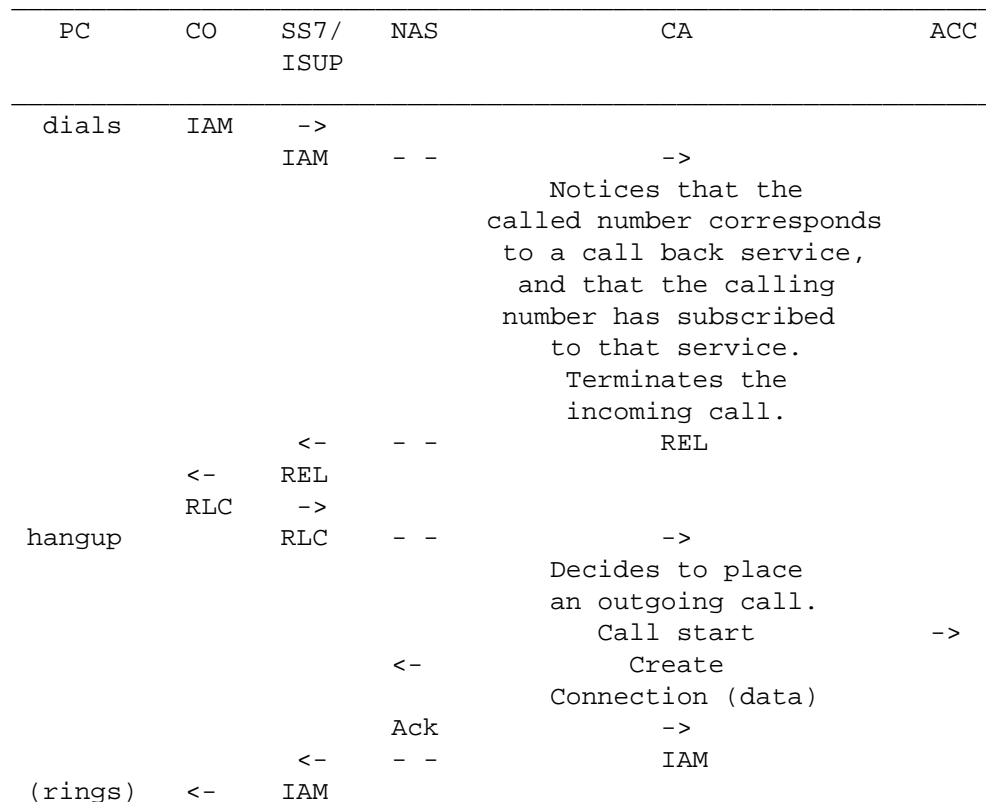 PC CO SS7/ NAS CA ACC
ISUP
dials IAM ->
IAM - - ->
Notices that the
called number corresponds
to a call back service,
and that the calling
number has subscribed
to that service.
Terminates the
incoming call.
<- - - REL
<- REL
RLC ->
hangup RLC - - ->
Decides to place
an outgoing call.
Call start ->
<- Create
Connection (data)
Ack ->
<- - - IAM
(rings) <- IAM